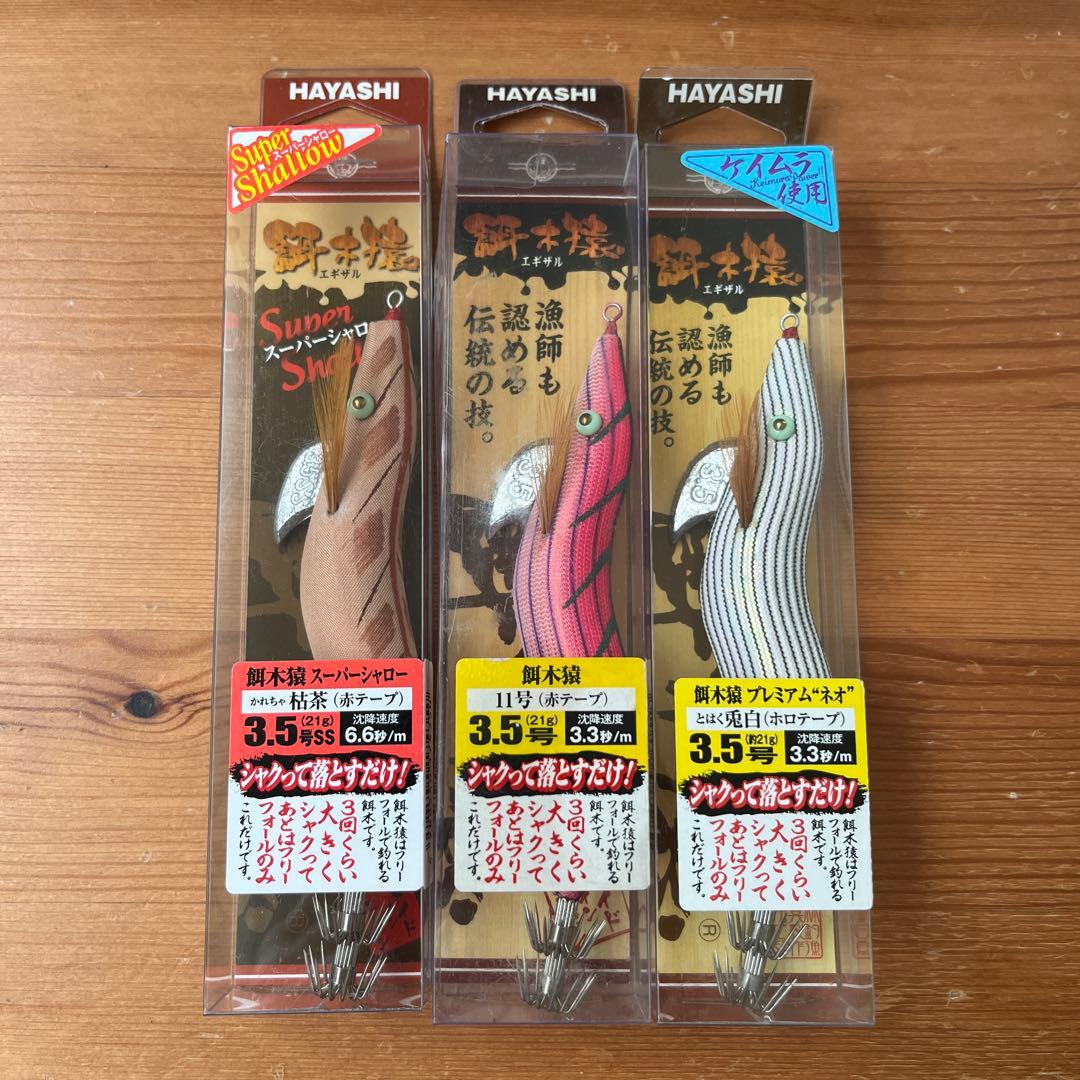 HAYASHI
Super
スーパーシャロー
Shallow
餌木猿
エギザル
Super
スーパーシャロ
餌木猿 スーパーシャロー
かれちゃ 枯茶 (赤テープ)
3.5号SS (21g) 沈降速度 6.6秒/m
シャクって落とすだけ!
餌木猿はフリー
フォールで釣れる
餌木です。
3回くらい
大きく
シャクって
あとはフリー
フォールのみ
これだけです。
HAYASHI
餌木猿
エギザル
漁師も
認める
伝統の技。
3.5
餌木猿
11号 (赤テープ)
3.5号 (21g) 沈降速度 3.3秒/m
シャクって落とすだけ!
餌木猿はフリー
フォールで釣れる
餌木です。
3回くらい
大きく
シャクって
あとはフリー
フォールのみ
これだけです。
HAYASHI
ケイムラ
Keimura Power!!
使用
餌木猿
エギザル
漁師も
認める
伝統の技。
3.5
餌木猿 プレミアム“ネオ”
とはく 兎白 (ホロテープ)
3.5号 (約21g) 沈降速度 3.3秒/m
シャクって落とすだけ!
餌木猿はフリー
フォールで釣れる
餌木です。
3回くらい
大きく
シャクって
あとはフリー
フォールのみ
これだけです。
®